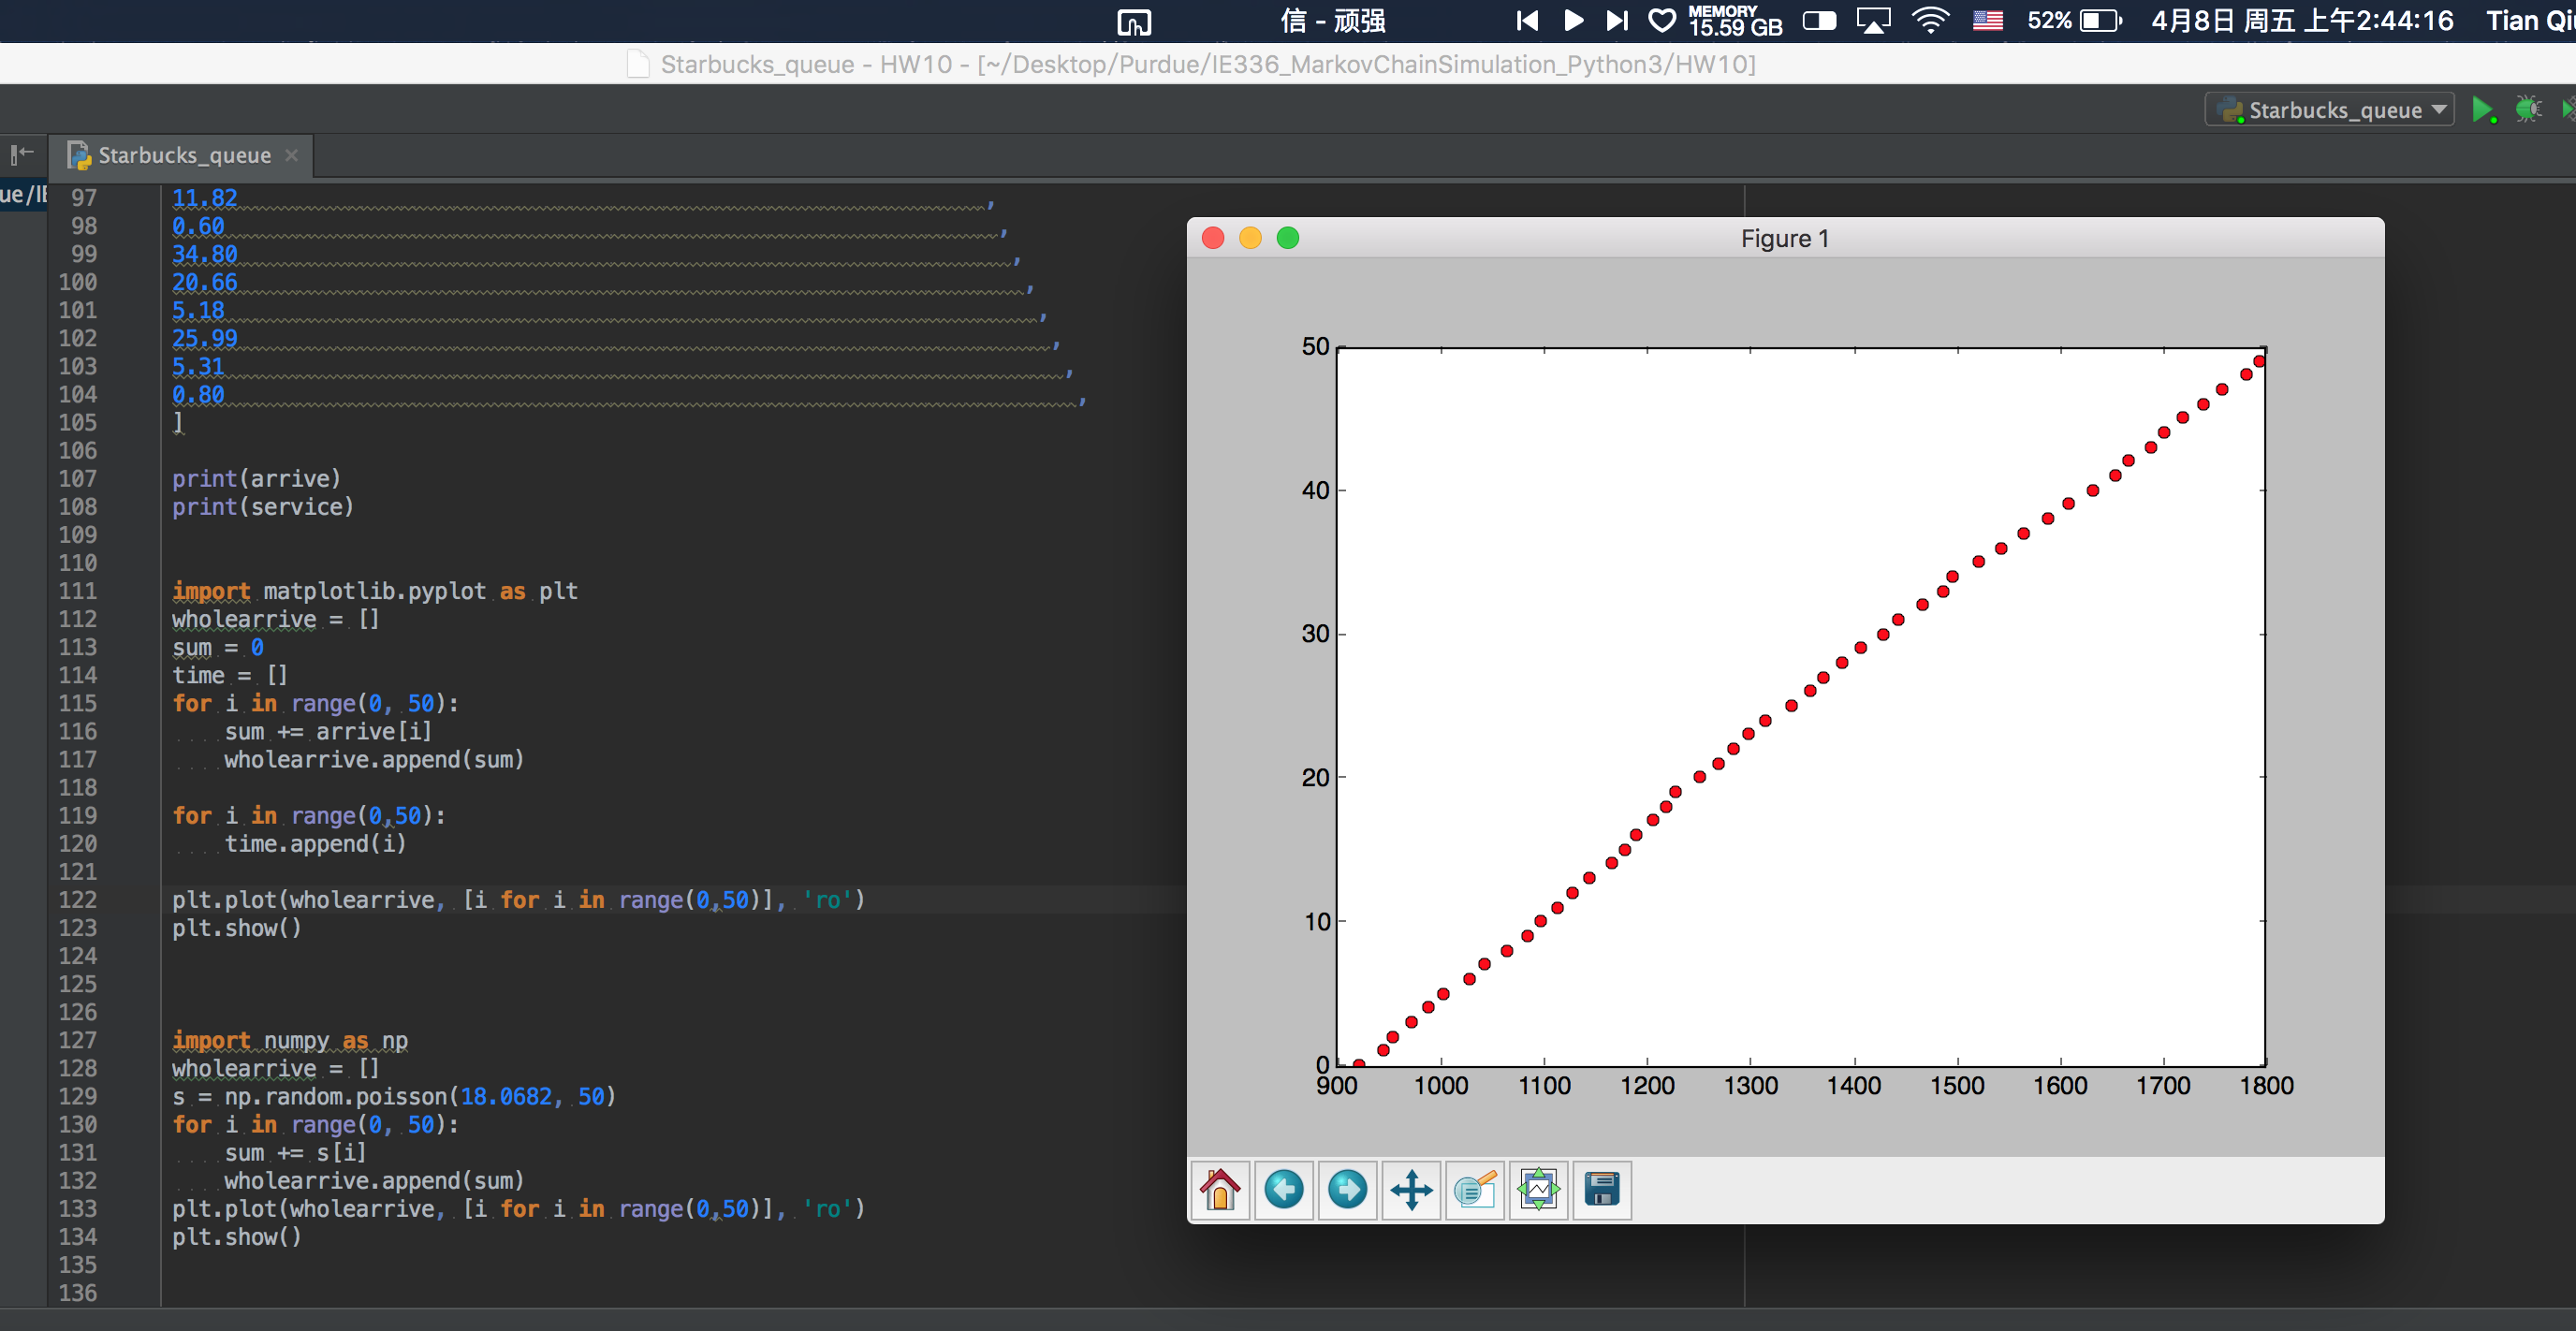 信 - 顽强
MEMORY
15.59 GB
52%
4月8日 周五 上午2:44:16
Tian Qi
Starbucks_queue - HW10 - [~/Desktop/Purdue/IE336_MarkovChainSimulation_Python3/HW10]
Starbucks_queue
Starbucks_queue
ue/IE
97 11.82 ,
98 0.60 ,
99 34.80 ,
100 20.66 ,
101 5.18 ,
102 25.99 ,
103 5.31 ,
104 0.80 ,
105 ]
106
107 print(arrive)
108 print(service)
109
110
111 import matplotlib.pyplot as plt
112 wholearrive = []
113 sum = 0
114 time = []
115 for i in range(0, 50):
116 sum += arrive[i]
117 wholearrive.append(sum)
118
119 for i in range(0,50):
120 time.append(i)
121
122 plt.plot(wholearrive, [i for i in range(0,50)], 'ro')
123 plt.show()
124
125
126
127 import numpy as np
128 wholearrive = []
129 s = np.random.poisson(18.0682, 50)
130 for i in range(0, 50):
131 sum += s[i]
132 wholearrive.append(sum)
133 plt.plot(wholearrive, [i for i in range(0,50)], 'ro')
134 plt.show()
135
136
Figure 1
50
40
30
20
10
0
900 1000 1100 1200 1300 1400 1500 1600 1700 1800